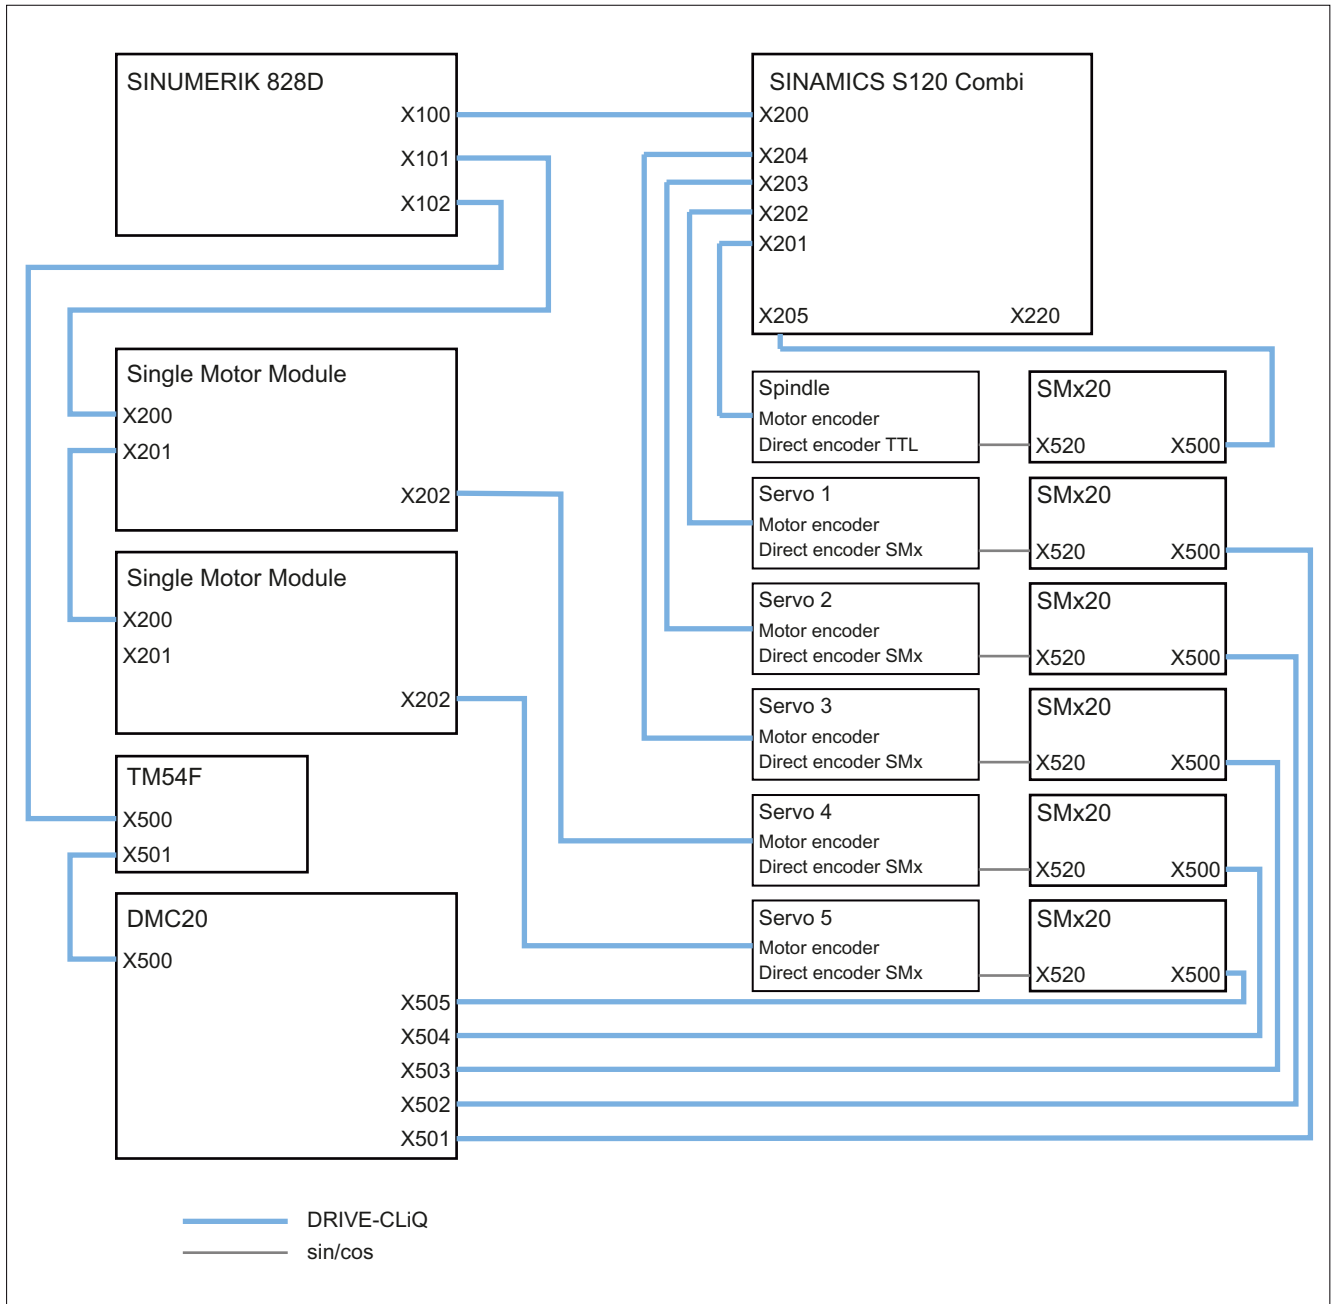 SINUMERIK 828D
X100
X101
X102
SINAMICS S120 Combi
X200
X204
X203
X202
X201
X205 X220
Single Motor Module
X200
X201
X202
Single Motor Module
X200
X201
X202
TM54F
X500
X501
DMC20
X500
X505
X504
X503
X502
X501
Spindle
Motor encoder
Direct encoder TTL
SMx20
X520 X500
Servo 1
Motor encoder
Direct encoder SMx
SMx20
X520 X500
Servo 2
Motor encoder
Direct encoder SMx
SMx20
X520 X500
Servo 3
Motor encoder
Direct encoder SMx
SMx20
X520 X500
Servo 4
Motor encoder
Direct encoder SMx
SMx20
X520 X500
Servo 5
Motor encoder
Direct encoder SMx
SMx20
X520 X500
DRIVE-CLiQ
sin/cos